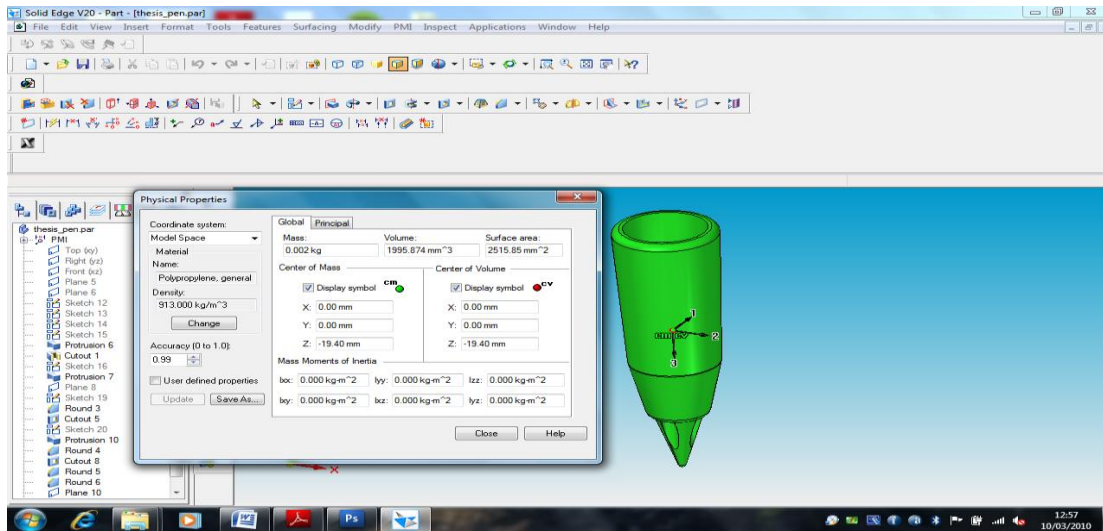 Solid Edge V20 - Part - [thesis_pen.par]
File Edit View Insert Format Tools Features Surfacing Modify PMI Inspect Applications Window Help
thesis_pen.par
PMI
Top (xy)
Right (yz)
Front (xz)
Plane 5
Plane 6
Sketch 12
Sketch 13
Sketch 14
Sketch 15
Protrusion 6
Cutout 1
Sketch 16
Protrusion 7
Plane 8
Sketch 19
Round 3
Cutout 5
Sketch 20
Protrusion 10
Round 4
Cutout 8
Round 5
Round 6
Plane 10
Physical Properties
Coordinate system:
Model Space
Material
Name:
Polypropylene, general
Density:
913.000 kg/m^3
Change
Accuracy (0 to 1.0):
0.99
User defined properties
Update Save As...
Global Principal
Mass: Volume: Surface area:
0.002 kg 1995.874 mm^3 2515.85 mm^2
Center of Mass Center of Volume
Display symbol cm Display symbol cv
X: 0.00 mm X: 0.00 mm
Y: 0.00 mm Y: 0.00 mm
Z: -19.40 mm Z: -19.40 mm
Mass Moments of Inertia
Ixx: 0.000 kg-m^2 Iyy: 0.000 kg-m^2 Izz: 0.000 kg-m^2
Ixy: 0.000 kg-m^2 Ixz: 0.000 kg-m^2 Iyz: 0.000 kg-m^2
Close Help
1
2
3
X
Ps
12:57
10/03/2010